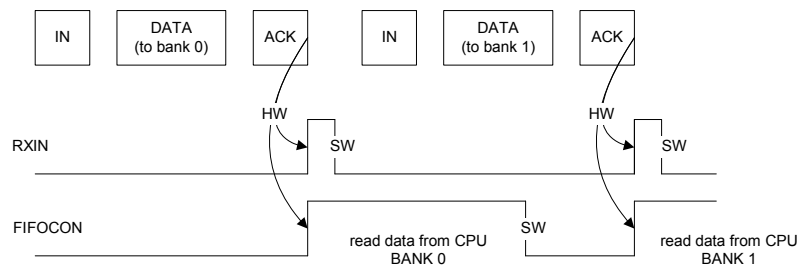 IN
DATA
(to bank 0)
ACK
IN
DATA
(to bank 1)
ACK
HW
HW
RXIN
SW
SW
FIFOCON
SW
read data from CPU
BANK 0
read data from CPU
BANK 1